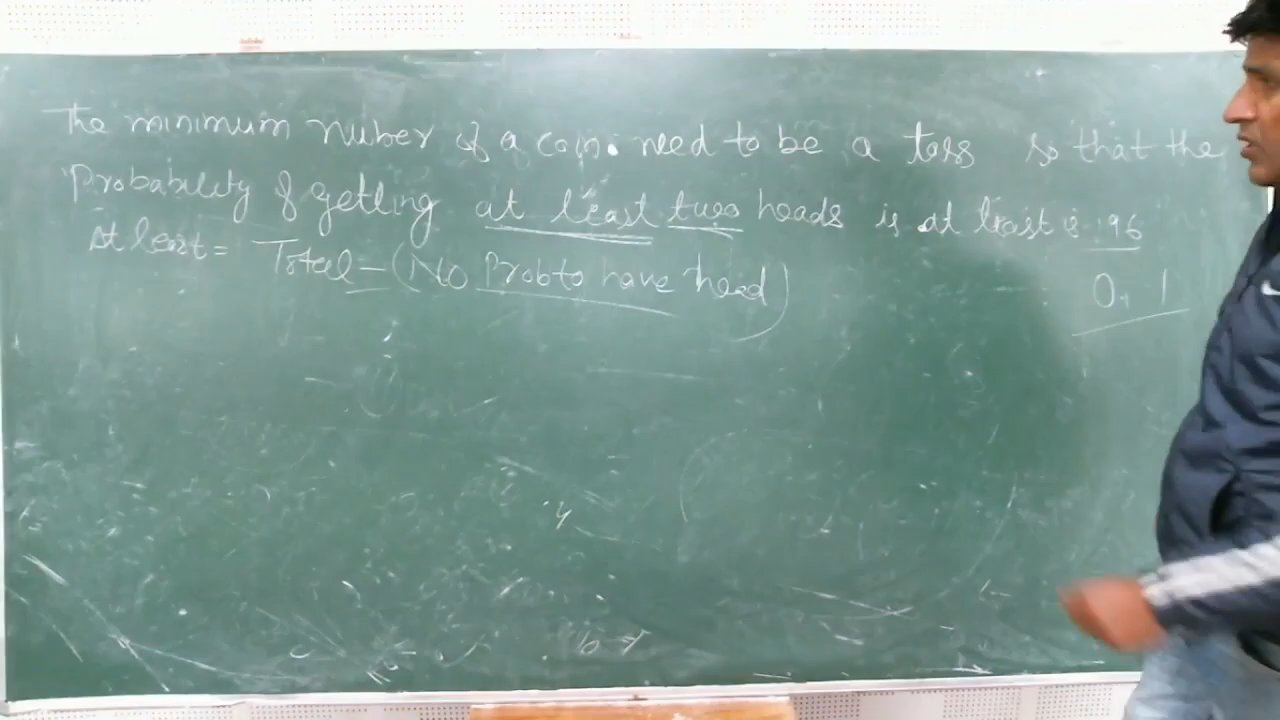 The minimum nuber of a coin. need to be a toss so that the
Probability of getting at least two heads is at least is .96
At least = Total - (No Prob to have head)
0, 1